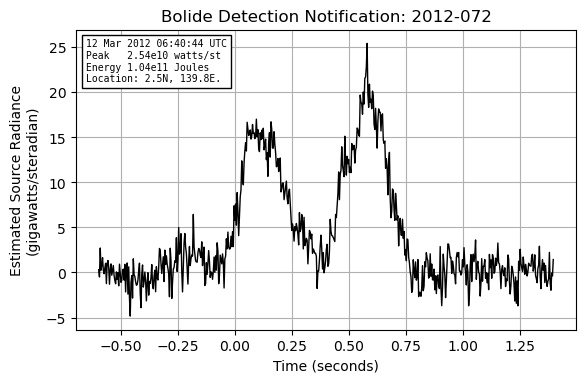 Bolide Detection Notification: 2012-072
12 Mar 2012 06:40:44 UTC
Peak   2.54e10 watts/st
Energy 1.04e11 Joules
Location: 2.5N, 139.8E.
Estimated Source Radiance
(gigawatts/steradian)
25
20
15
10
5
0
−5
−0.50 −0.25 0.00 0.25 0.50 0.75 1.00 1.25
Time (seconds)